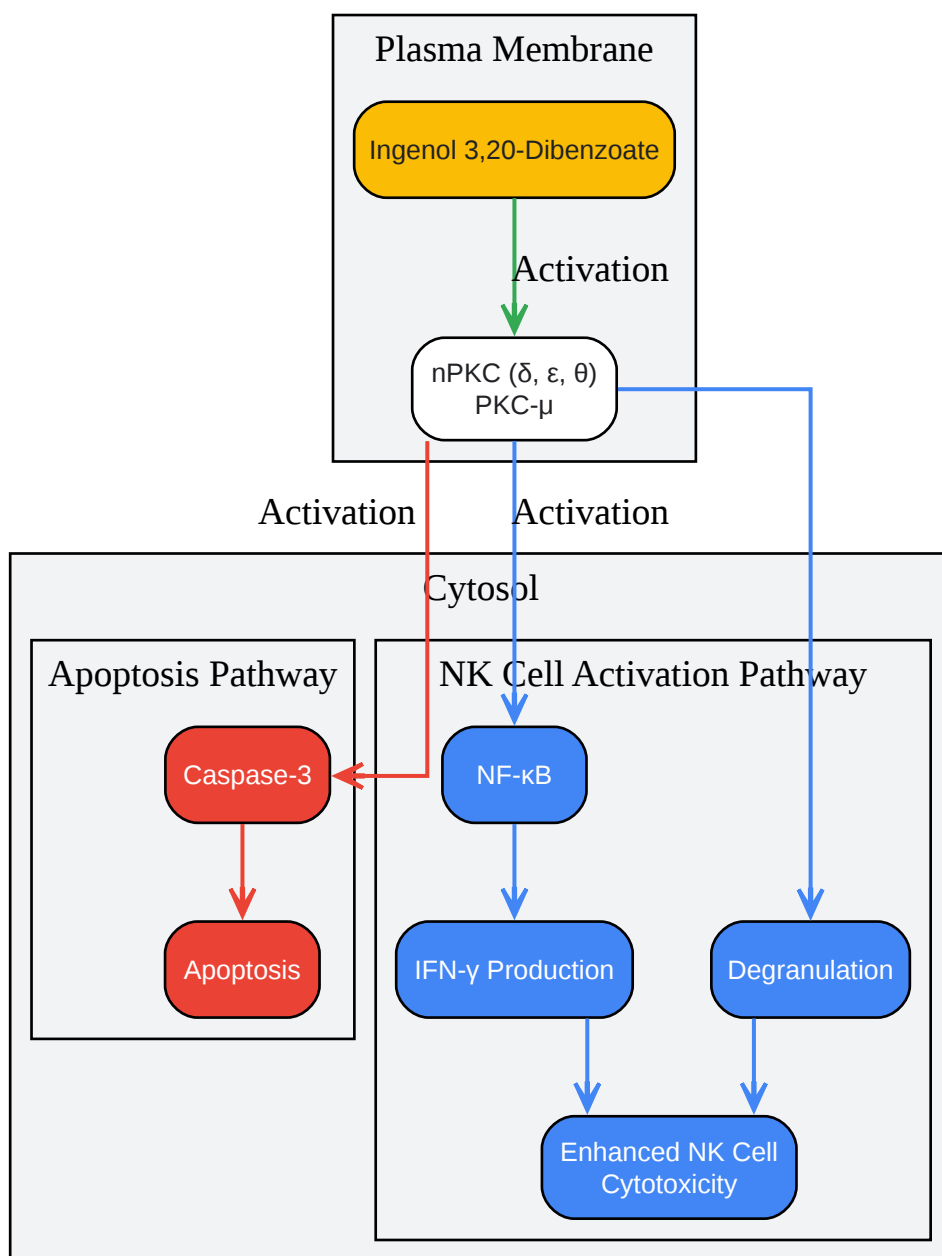 Plasma Membrane
Ingenol 3,20-Dibenzoate
Activation
nPKC (δ, ε, θ)
PKC-μ
Activation
Activation
Cytosol
Apoptosis Pathway
NK Cell Activation Pathway
Caspase-3
NF-κB
Apoptosis
IFN-γ Production
Degranulation
Enhanced NK Cell
Cytotoxicity